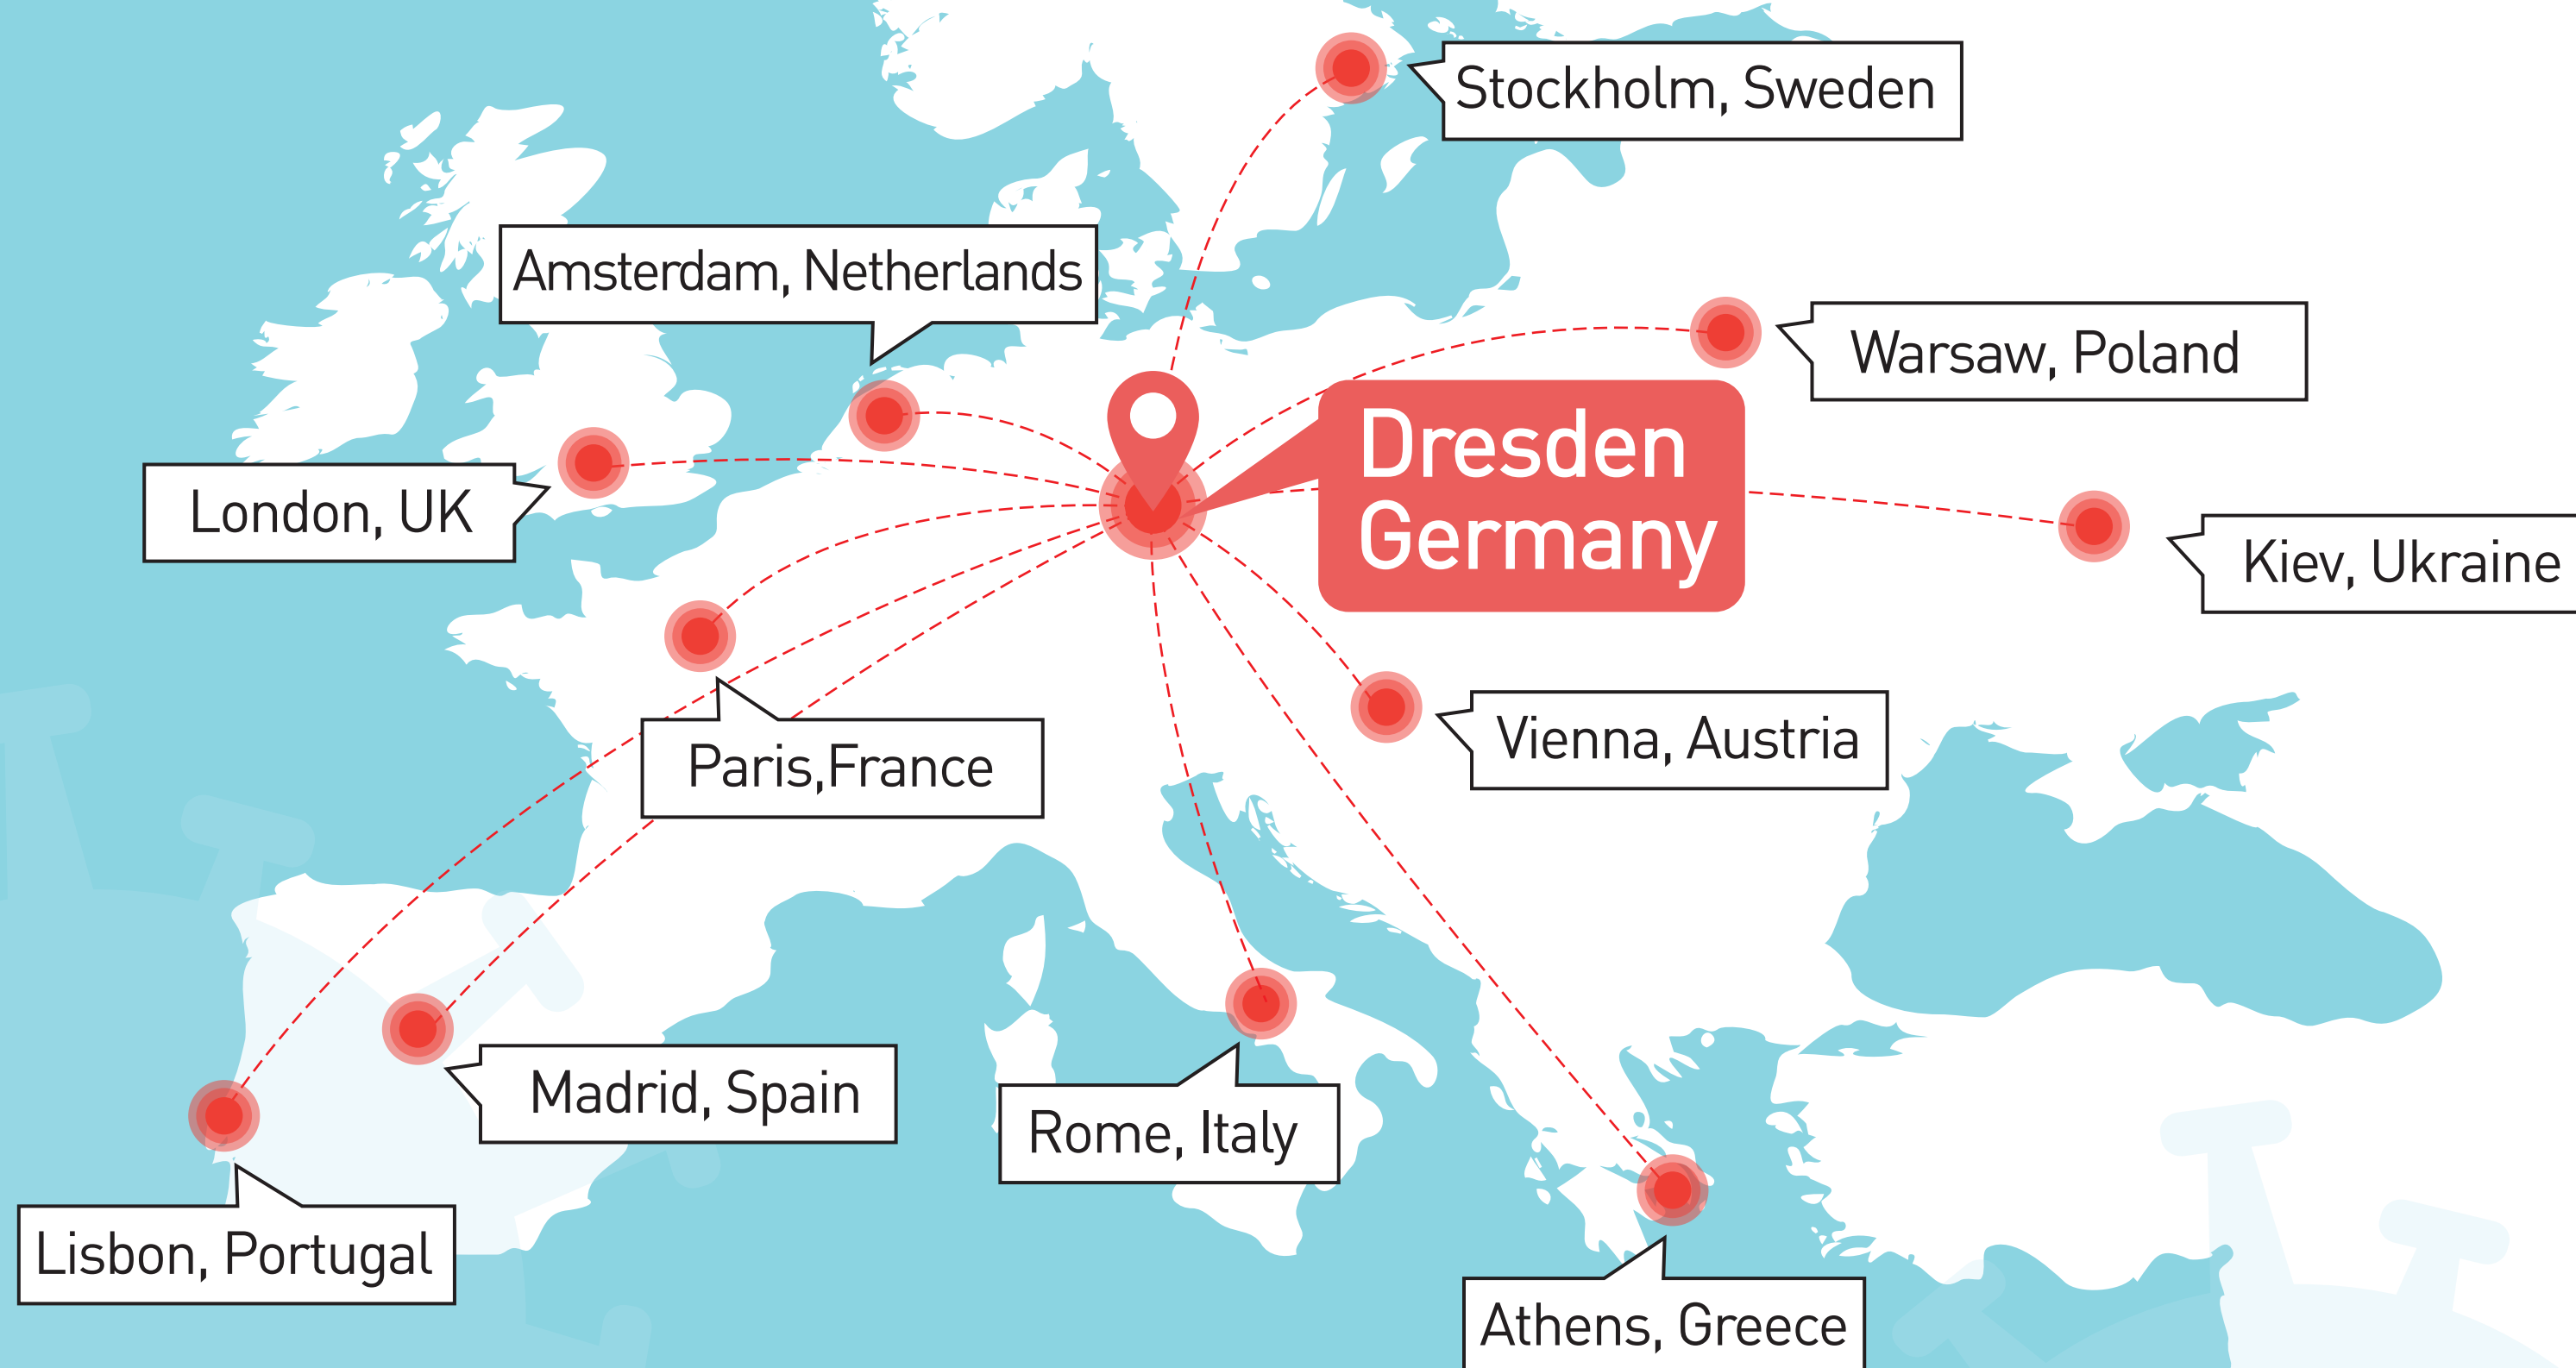 Stockholm, Sweden
Amsterdam, Netherlands
Warsaw, Poland
Dresden
Germany
London, UK
Kiev, Ukraine
Paris,France
Vienna, Austria
Madrid, Spain
Rome, Italy
Lisbon, Portugal
Athens, Greece